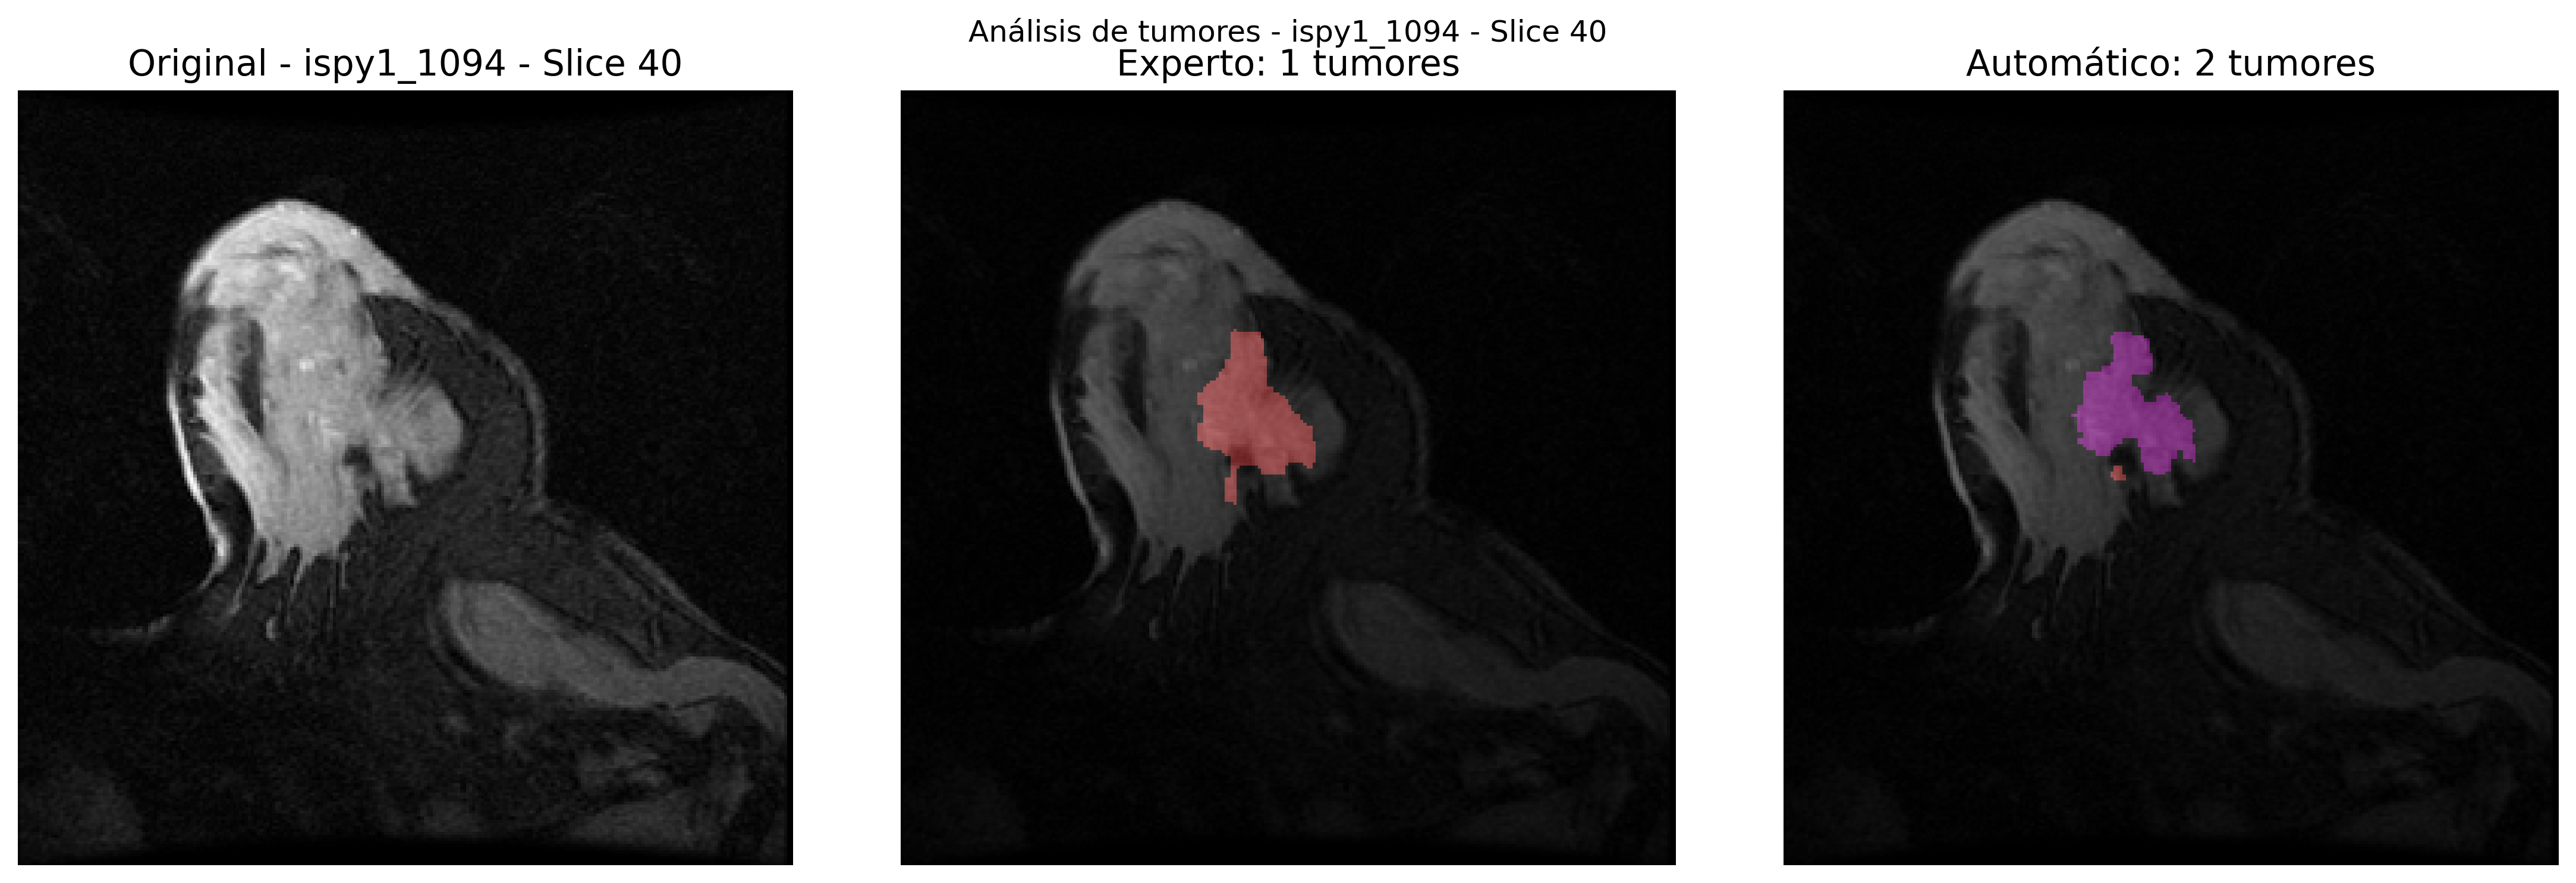 Análisis de tumores - ispy1_1094 - Slice 40
Original - ispy1_1094 - Slice 40
Experto: 1 tumores
Automático: 2 tumores